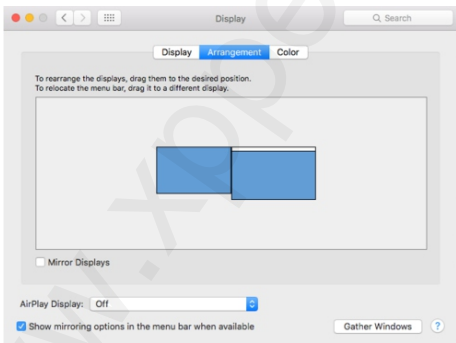 Display
Search
Display Arrangement Color
To rearrange the displays, drag them to the desired position.
To relocate the menu bar, drag it to a different display.
Mirror Displays
AirPlay Display: Off
Show mirroring options in the menu bar when available
Gather Windows ?